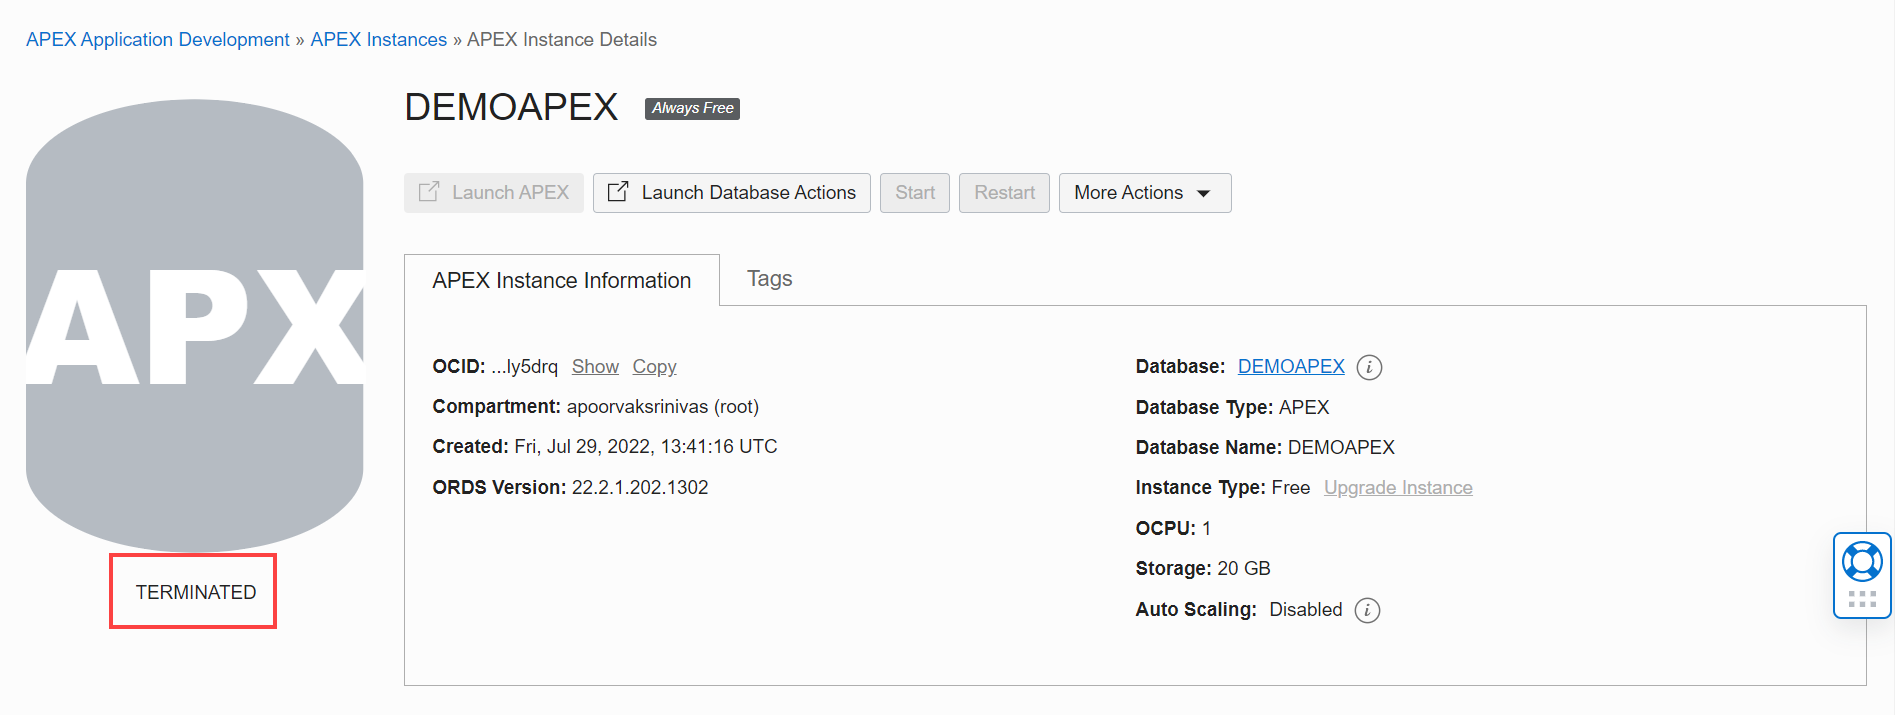 APEX Application Development » APEX Instances » APEX Instance Details
DEMOAPEX Always Free
Launch APEX Launch Database Actions Start Restart More Actions
APX
TERMINATED
APEX Instance Information Tags
OCID: ...ly5drq Show Copy
Compartment: apoorvaksrinivas (root)
Created: Fri, Jul 29, 2022, 13:41:16 UTC
ORDS Version: 22.2.1.202.1302
Database: DEMOAPEX i
Database Type: APEX
Database Name: DEMOAPEX
Instance Type: Free Upgrade Instance
OCPU: 1
Storage: 20 GB
Auto Scaling: Disabled i